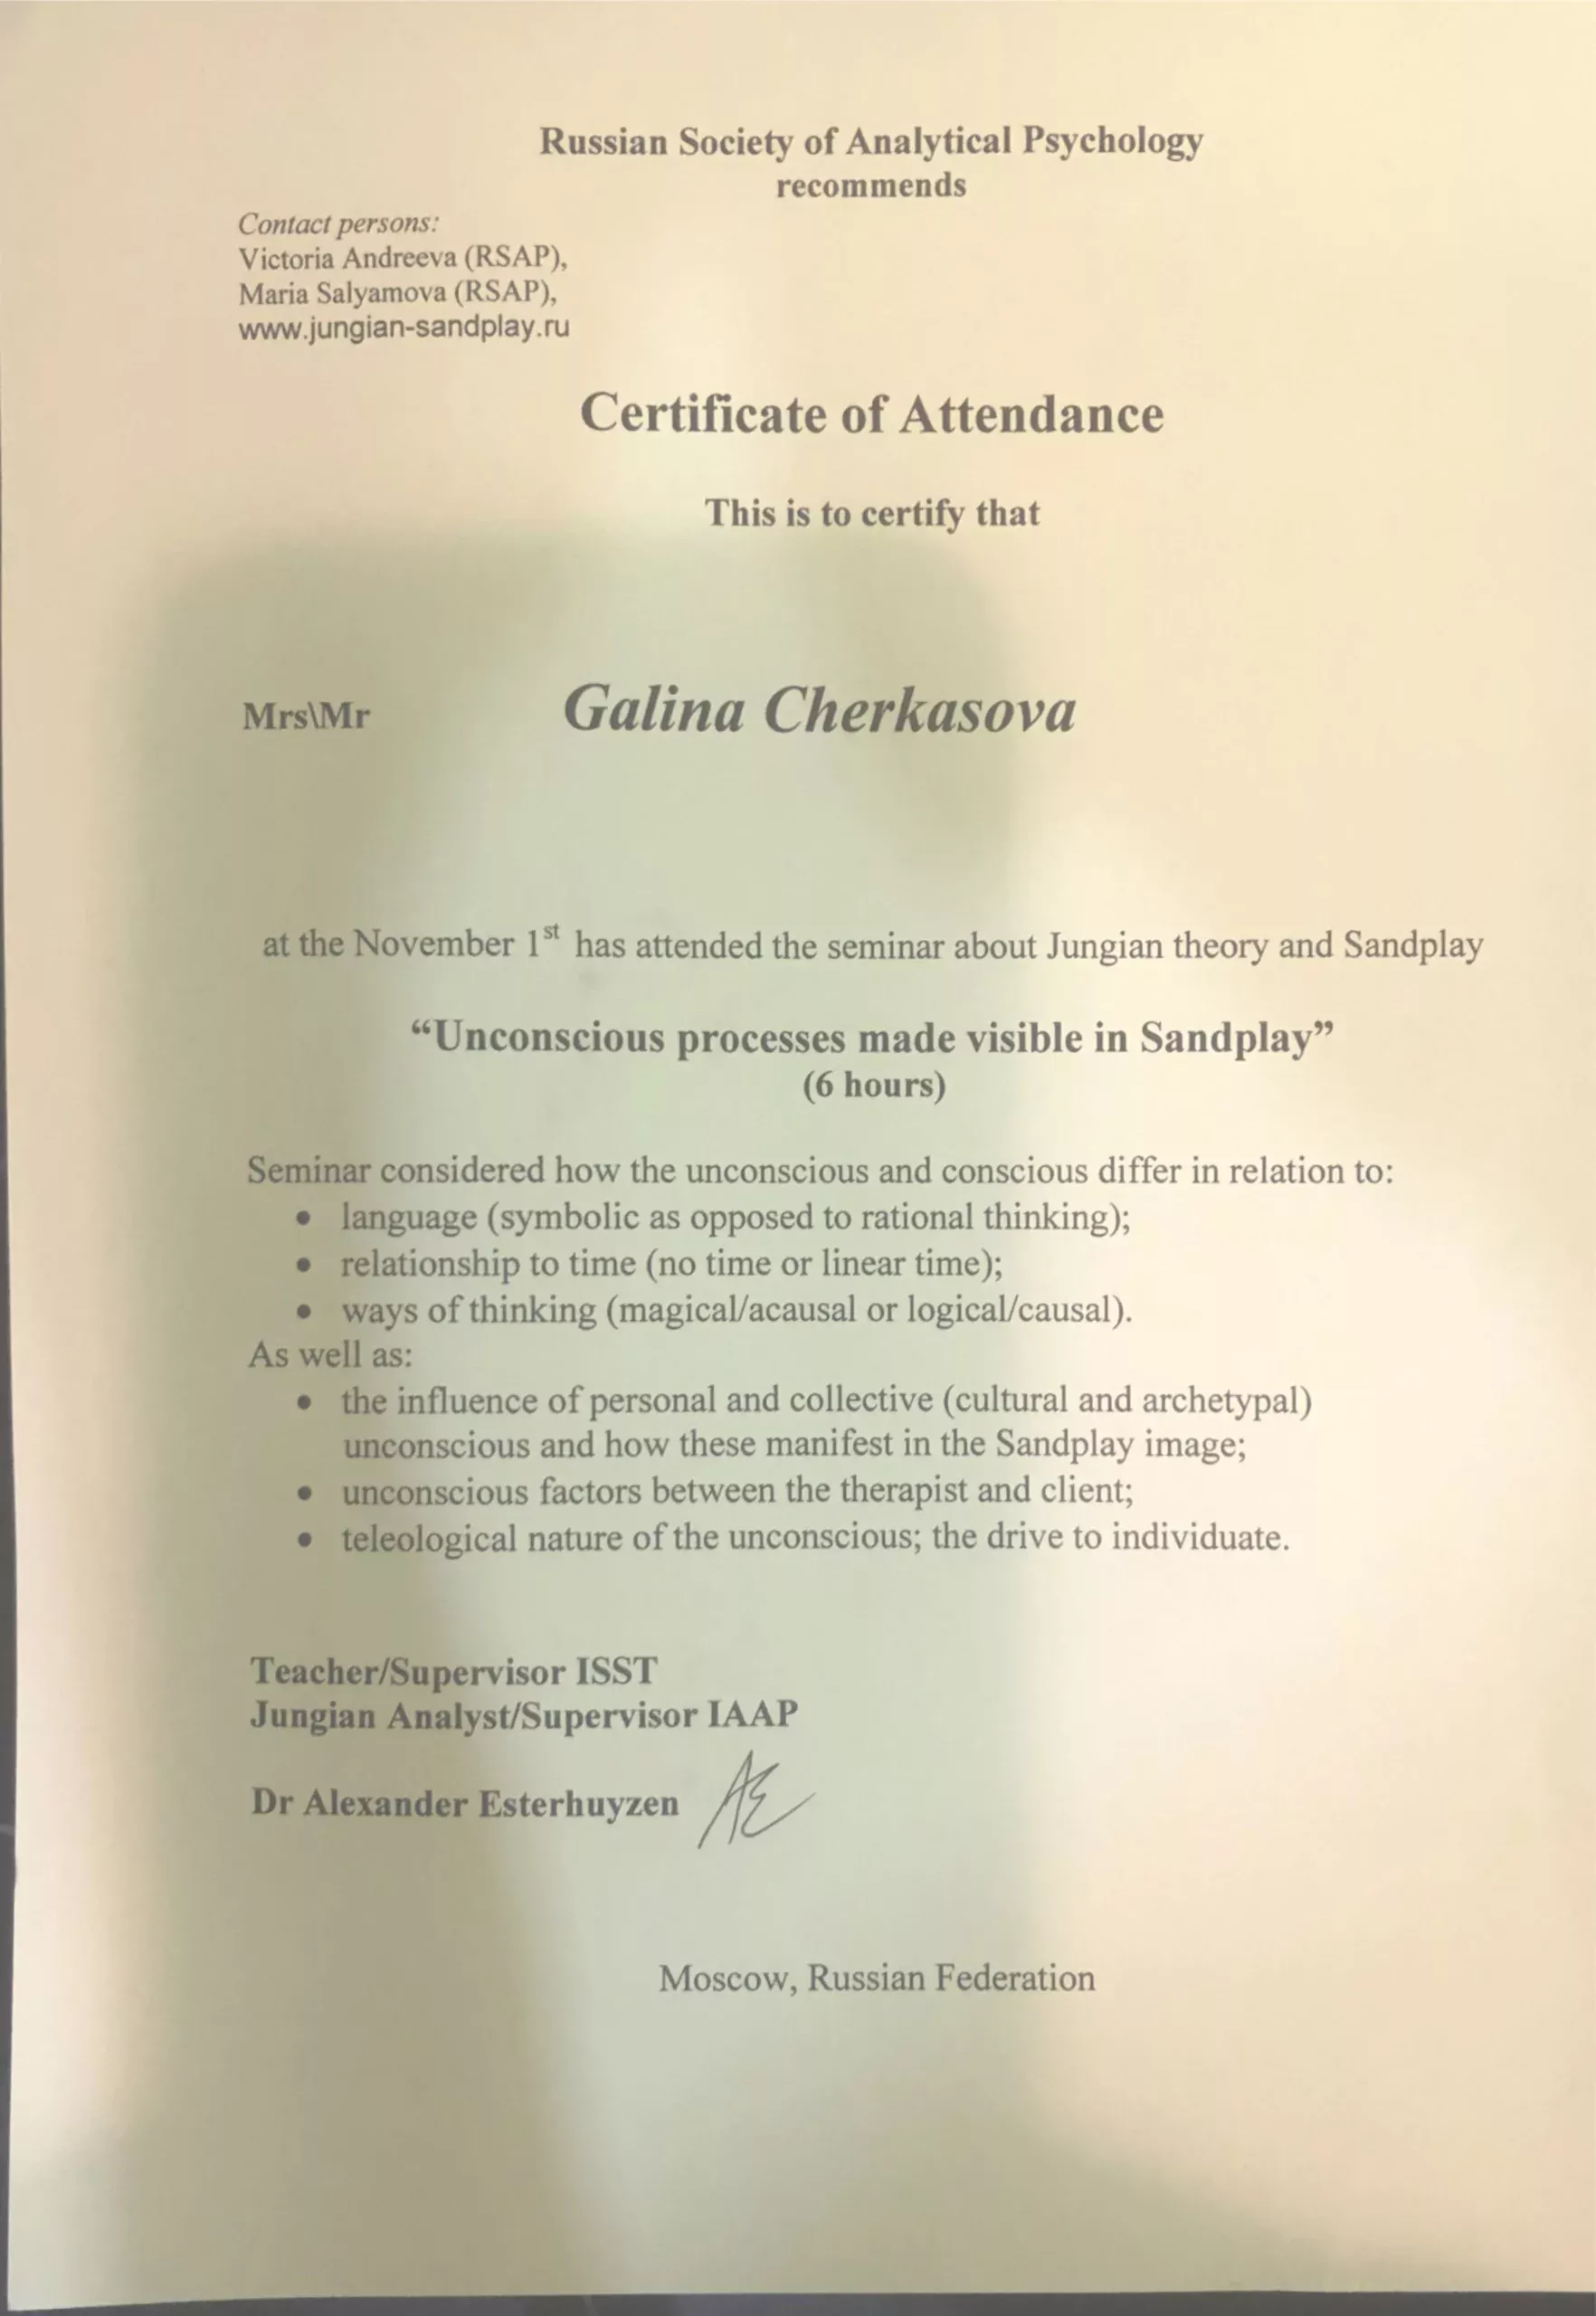 Russian Society of Analytical Psychology
recommends
Contact persons:
Victoria Andreeva (RSAP),
Maria Salyamova (RSAP),
www.jungian-sandplay.ru
Certificate of Attendance
This is to certify that
Mrs\Mr Galina Cherkasova
at the November 1st has attended the seminar about Jungian theory and Sandplay
“Unconscious processes made visible in Sandplay”
(6 hours)
Seminar considered how the unconscious and conscious differ in relation to:
• language (symbolic as opposed to rational thinking);
• relationship to time (no time or linear time);
• ways of thinking (magical/acausal or logical/causal).
As well as:
• the influence of personal and collective (cultural and archetypal)
unconscious and how these manifest in the Sandplay image;
• unconscious factors between the therapist and client;
• teleological nature of the unconscious; the drive to individuate.
Teacher/Supervisor ISST
Jungian Analyst/Supervisor IAAP
Dr Alexander Esterhuyzen AE
Moscow, Russian Federation